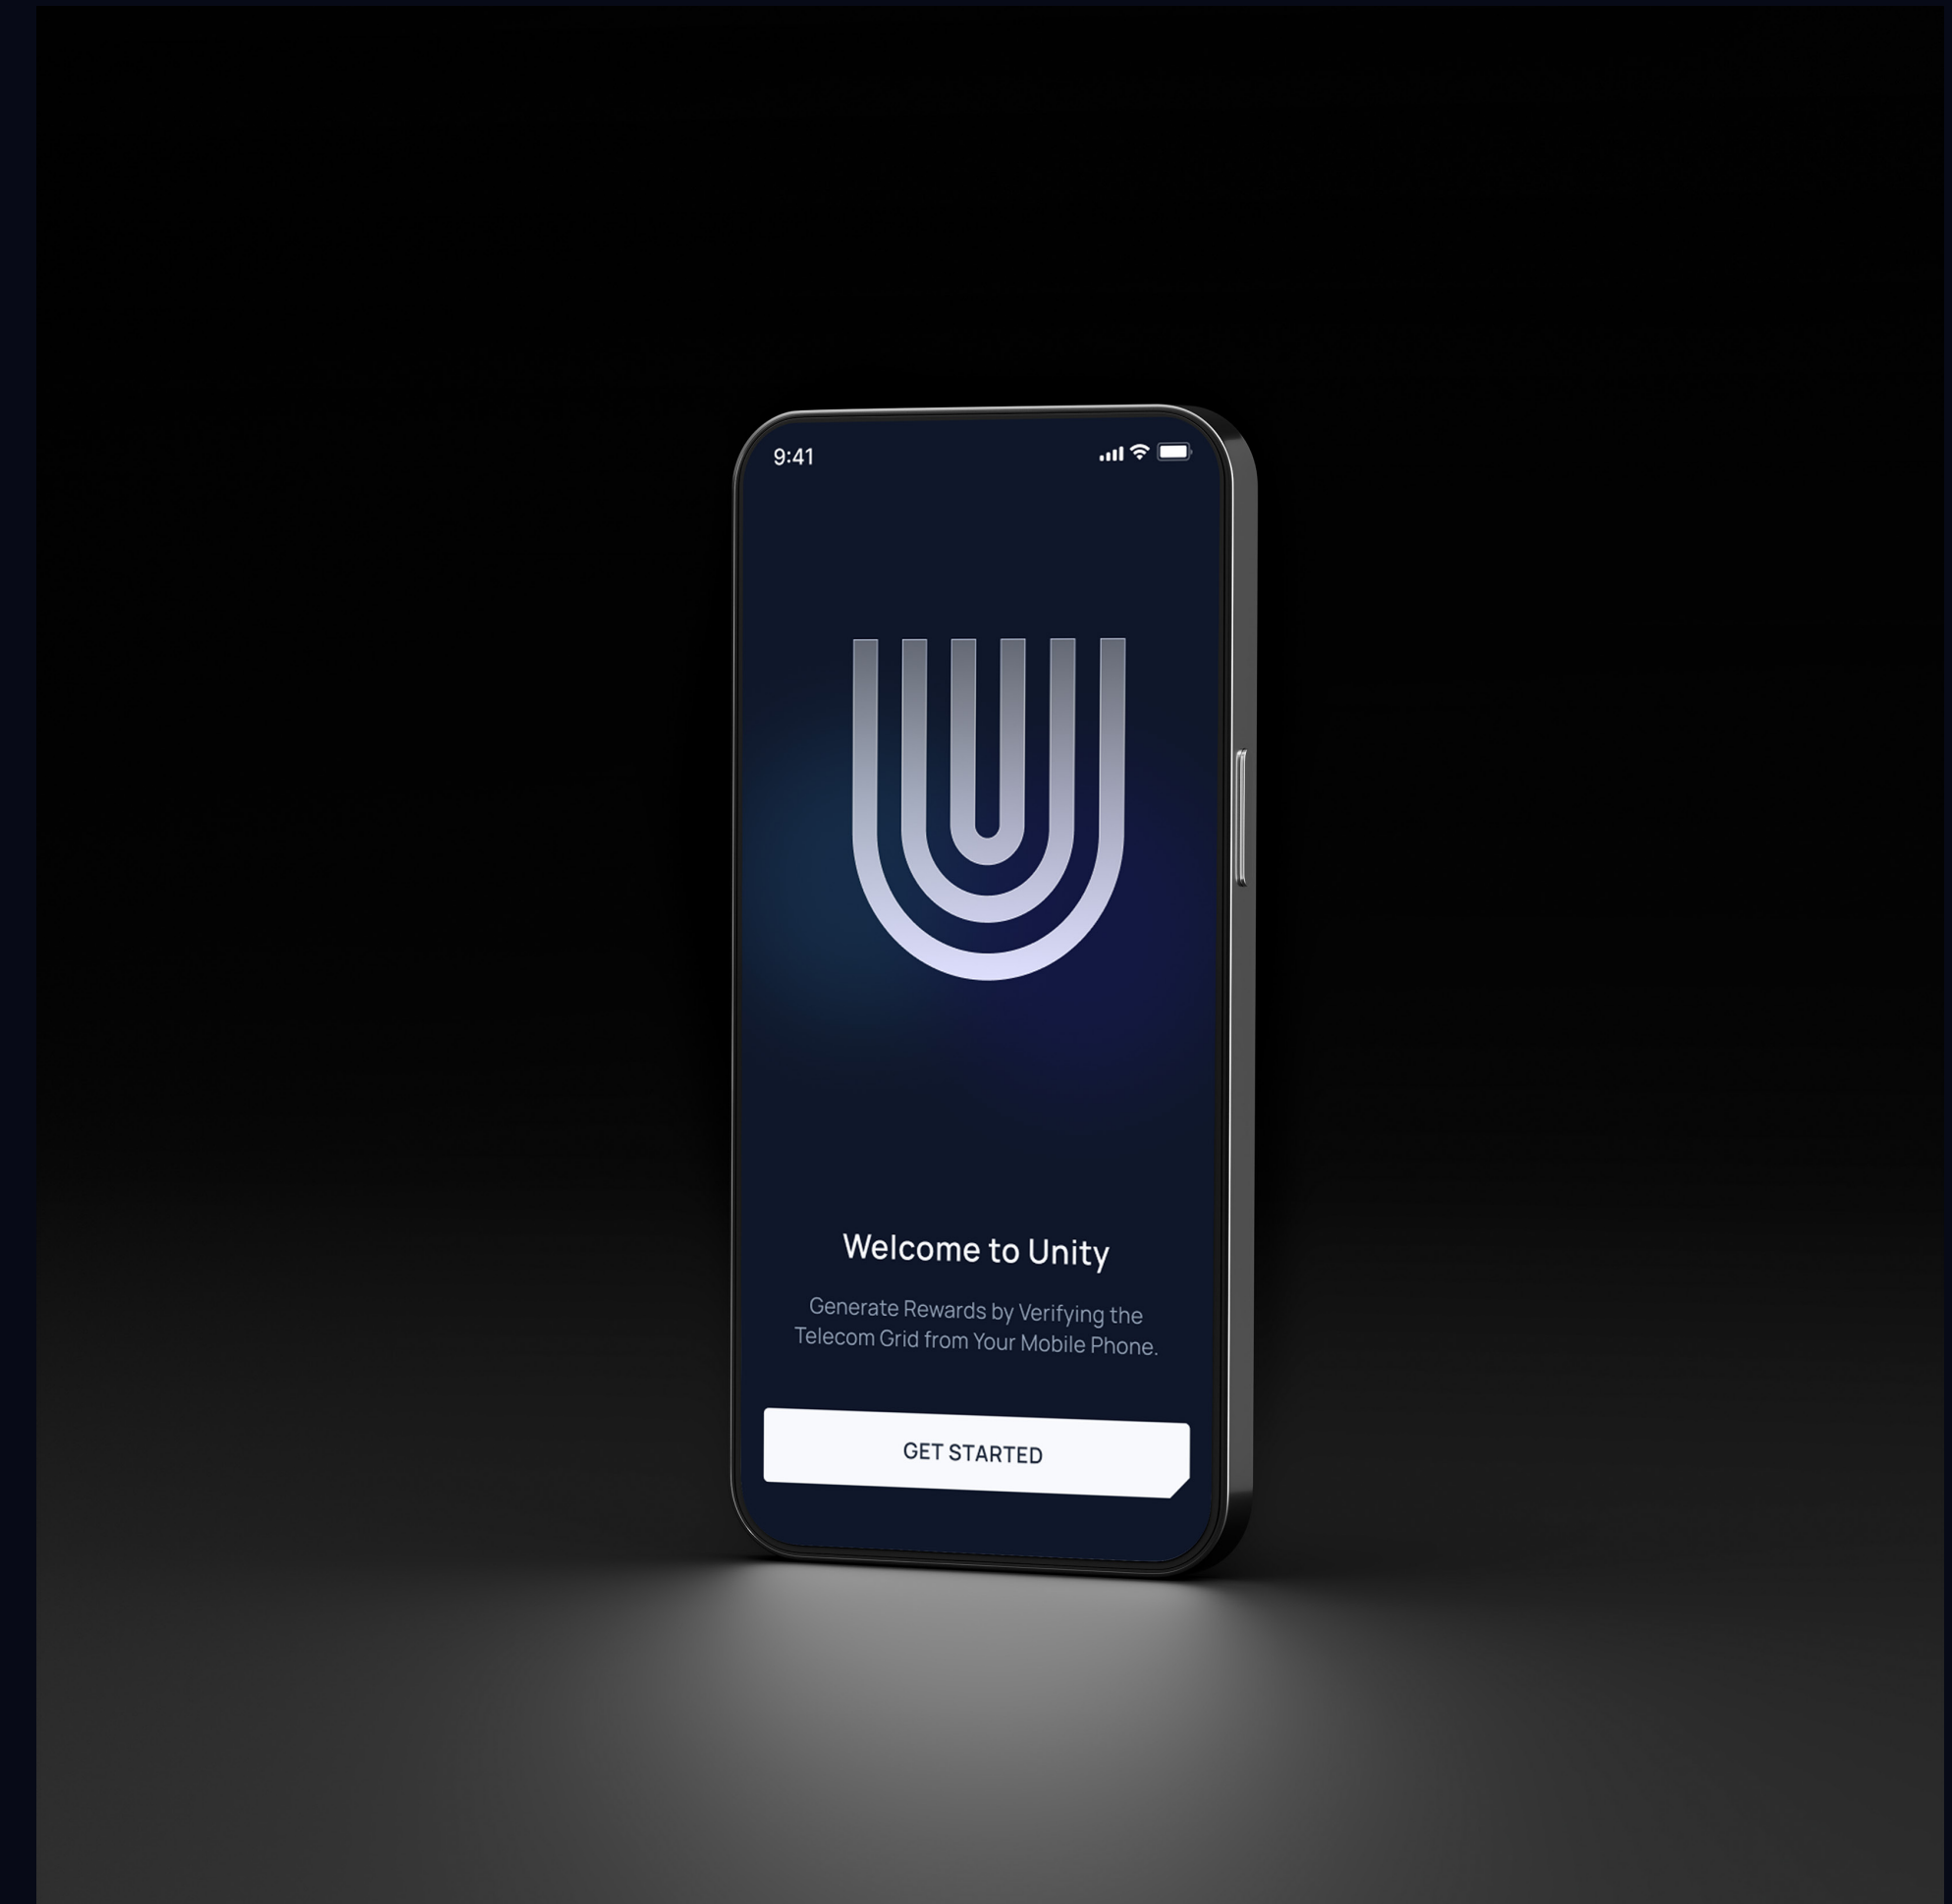 9:41
Welcome to Unity
Generate Rewards by Verifying the
Telecom Grid from Your Mobile Phone.
GET STARTED